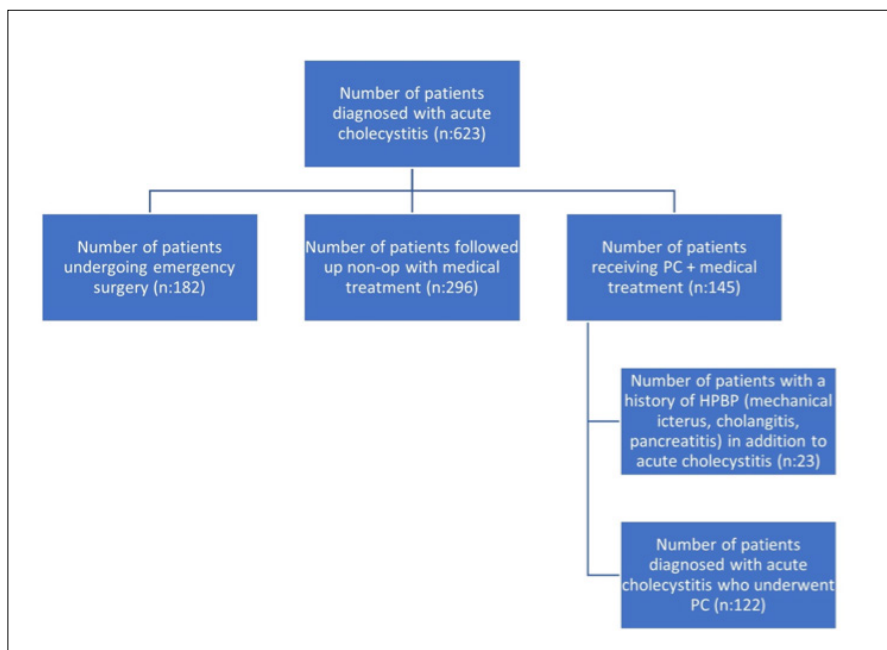 Number of patients
diagnosed with acute
cholecystitis (n:623)
Number of patients
undergoing emergency
surgery (n:182)
Number of patients followed
up non-op with medical
treatment (n:296)
Number of patients
receiving PC + medical
treatment (n:145)
Number of patients with a
history of HPBP (mechanical
icterus, cholangitis,
pancreatitis) in addition to
acute cholecystitis (n:23)
Number of patients
diagnosed with acute
cholecystitis who underwent
PC (n:122)